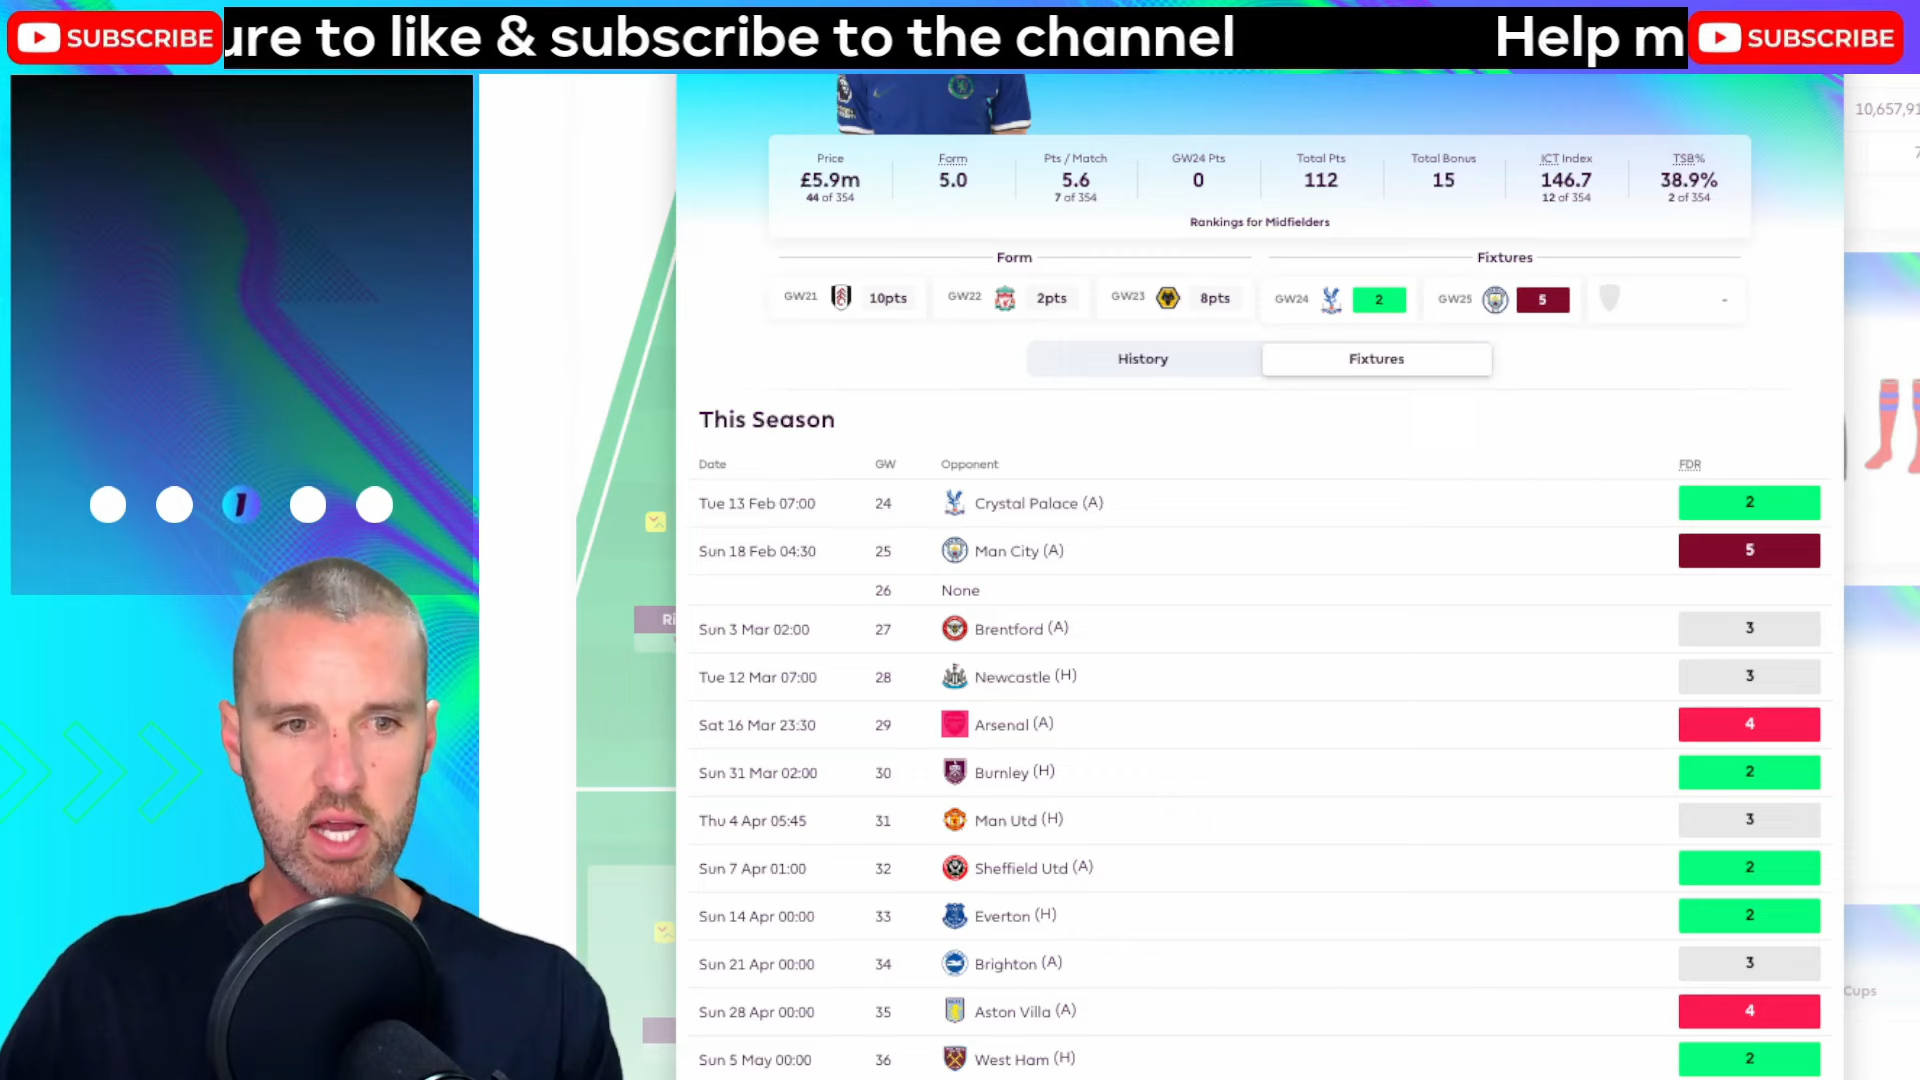 SUBSCRIBE
ure to like & subscribe to the channel
Help m
SUBSCRIBE
10,657,91
Price Form Pts / Match GW24 Pts Total Pts Total Bonus ICT Index TSB%
£5.9m 5.0 5.6 0 112 15 146.7 38.9%
44 of 354 7 of 354 12 of 354 2 of 354
Rankings for Midfielders
Form Fixtures
GW21 10pts GW22 2pts GW23 8pts GW24 2 GW25 5 -
History Fixtures
This Season
Date GW Opponent FDR
Tue 13 Feb 07:00 24 Crystal Palace (A) 2
Sun 18 Feb 04:30 25 Man City (A) 5
26 None
Ri
Sun 3 Mar 02:00 27 Brentford (A) 3
Tue 12 Mar 07:00 28 Newcastle (H) 3
Sat 16 Mar 23:30 29 Arsenal (A) 4
Sun 31 Mar 02:00 30 Burnley (H) 2
Thu 4 Apr 05:45 31 Man Utd (H) 3
Sun 7 Apr 01:00 32 Sheffield Utd (A) 2
Sun 14 Apr 00:00 33 Everton (H) 2
Sun 21 Apr 00:00 34 Brighton (A) 3
Cups
Sun 28 Apr 00:00 35 Aston Villa (A) 4
Sun 5 May 00:00 36 West Ham (H) 2